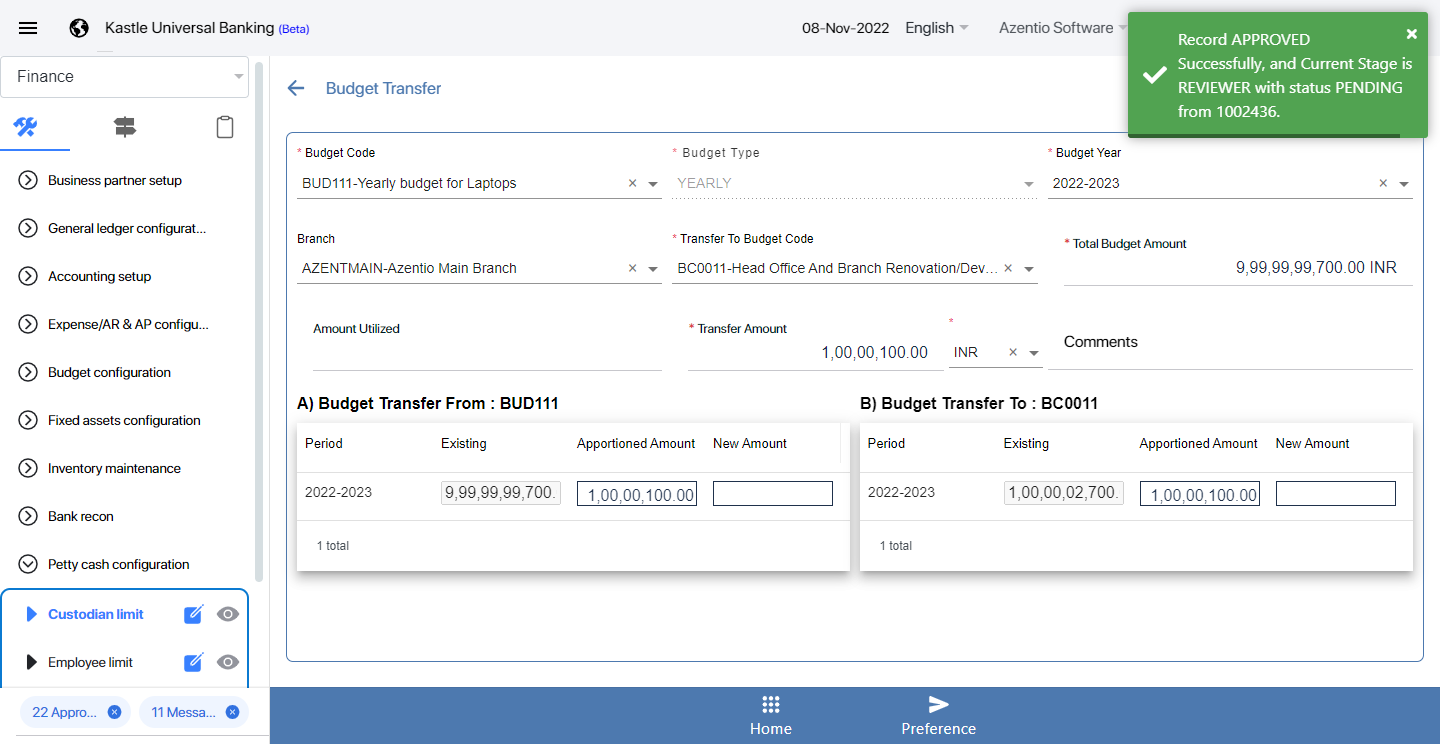 Kastle Universal Banking (Beta)
08-Nov-2022
English
Azentio Software
Record APPROVED
Successfully, and Current Stage is
REVIEWER with status PENDING
from 1002436.
Finance
Business partner setup
General ledger configurat...
Accounting setup
Expense/AR & AP configu...
Budget configuration
Fixed assets configuration
Inventory maintenance
Bank recon
Petty cash configuration
Custodian limit
Employee limit
22 Appro...
11 Messa...
Budget Transfer
* Budget Code
* Budget Type
* Budget Year
BUD111-Yearly budget for Laptops
YEARLY
2022-2023
Branch
* Transfer To Budget Code
* Total Budget Amount
AZENTMAIN-Azentio Main Branch
BC0011-Head Office And Branch Renovation/Dev...
9,99,99,99,700.00 INR
Amount Utilized
* Transfer Amount
*
1,00,00,100.00
INR
Comments
A) Budget Transfer From : BUD111
Period Existing Apportioned Amount New Amount
2022-2023 9,99,99,99,700. 1,00,00,100.00
1 total
B) Budget Transfer To : BC0011
Period Existing Apportioned Amount New Amount
2022-2023 1,00,00,02,700. 1,00,00,100.00
1 total
Home
Preference